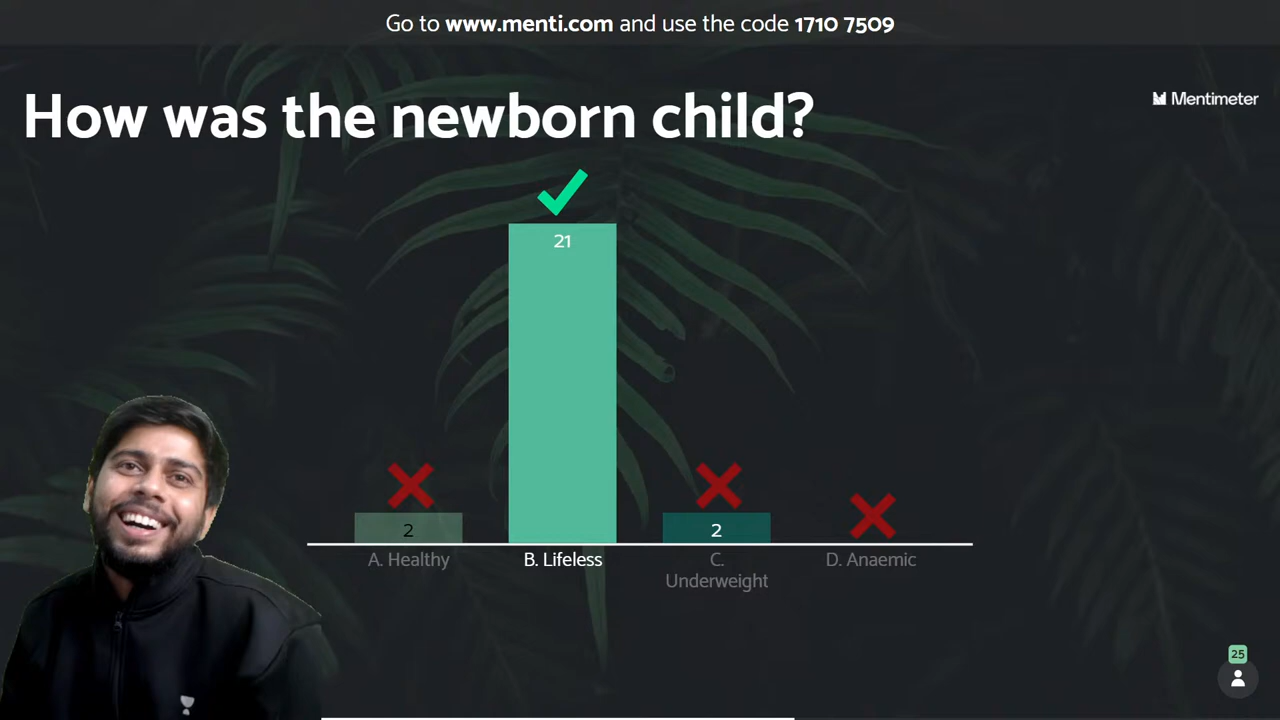 Go to www.menti.com and use the code 1710 7509
How was the newborn child?
Mentimeter
21
2
2
A. Healthy
B. Lifeless
C.
Underweight
D. Anaemic
25